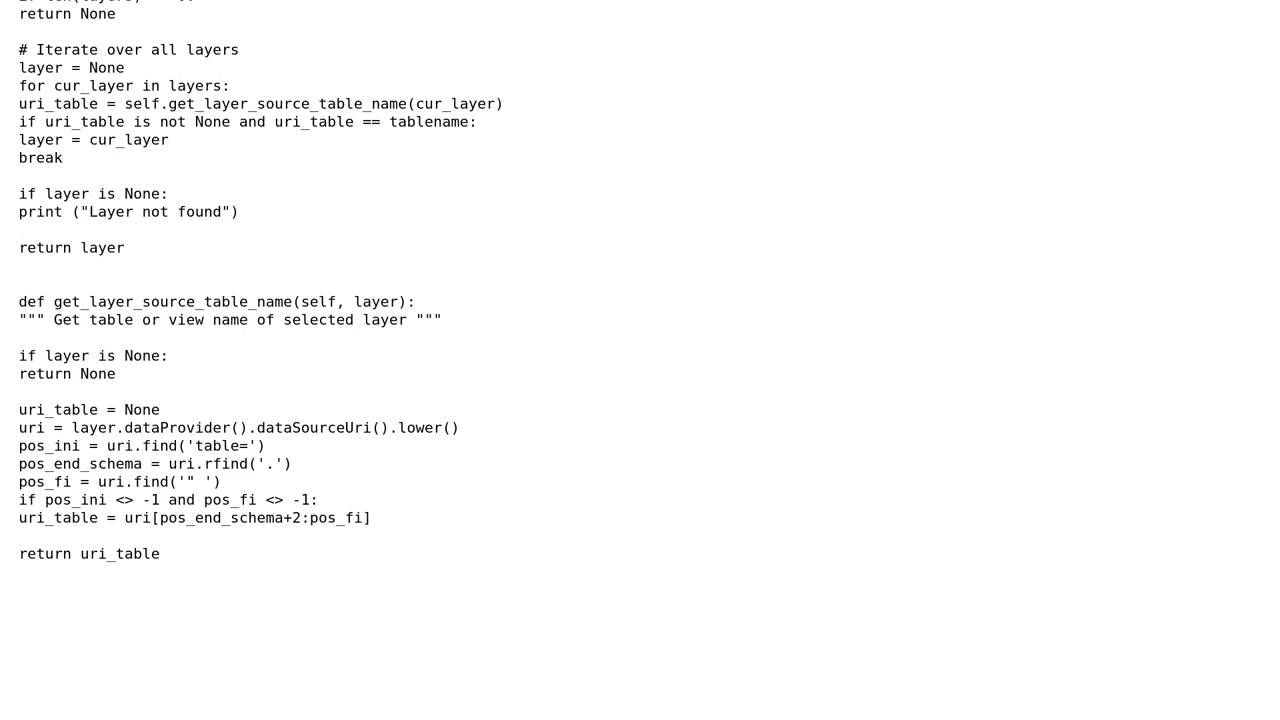 return None
# Iterate over all layers
layer = None
for cur_layer in layers:
uri_table = self.get_layer_source_table_name(cur_layer)
if uri_table is not None and uri_table == tablename:
layer = cur_layer
break
if layer is None:
print ("Layer not found")
return layer
def get_layer_source_table_name(self, layer):
""" Get table or view name of selected layer """
if layer is None:
return None
uri_table = None
uri = layer.dataProvider().dataSourceUri().lower()
pos_ini = uri.find('table=')
pos_end_schema = uri.rfind('.')
pos_fi = uri.find('" ')
if pos_ini <> -1 and pos_fi <> -1:
uri_table = uri[pos_end_schema+2:pos_fi]
return uri_table